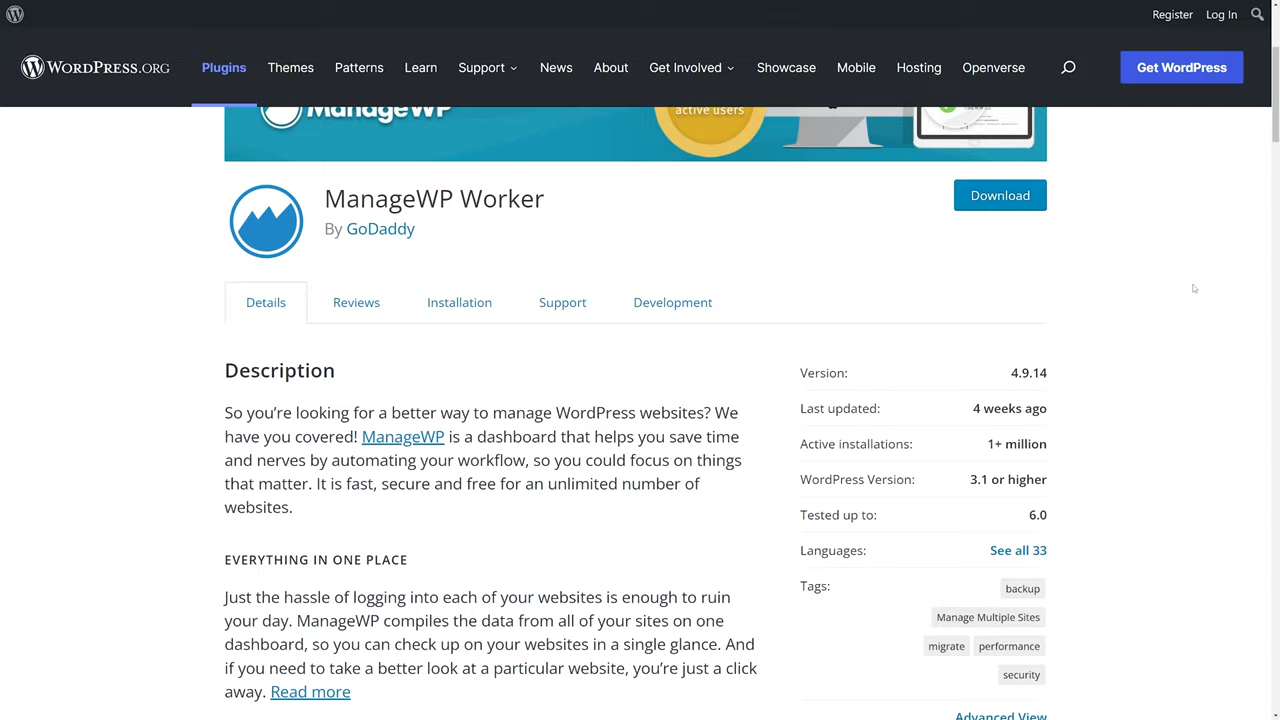 Register Log In
WORDPRESS.ORG Plugins Themes Patterns Learn Support News About Get Involved Showcase Mobile Hosting Openverse Get WordPress
ManageWP active users
ManageWP Worker
Download
By GoDaddy
Details Reviews Installation Support Development
Description
So you're looking for a better way to manage WordPress websites? We
have you covered! ManageWP is a dashboard that helps you save time
and nerves by automating your workflow, so you could focus on things
that matter. It is fast, secure and free for an unlimited number of
websites.
EVERYTHING IN ONE PLACE
Just the hassle of logging into each of your websites is enough to ruin
your day. ManageWP compiles the data from all of your sites on one
dashboard, so you can check up on your websites in a single glance. And
if you need to take a better look at a particular website, you're just a click
away. Read more
Version: 4.9.14
Last updated: 4 weeks ago
Active installations: 1+ million
WordPress Version: 3.1 or higher
Tested up to: 6.0
Languages: See all 33
Tags: backup
Manage Multiple Sites
migrate performance
security
Advanced View